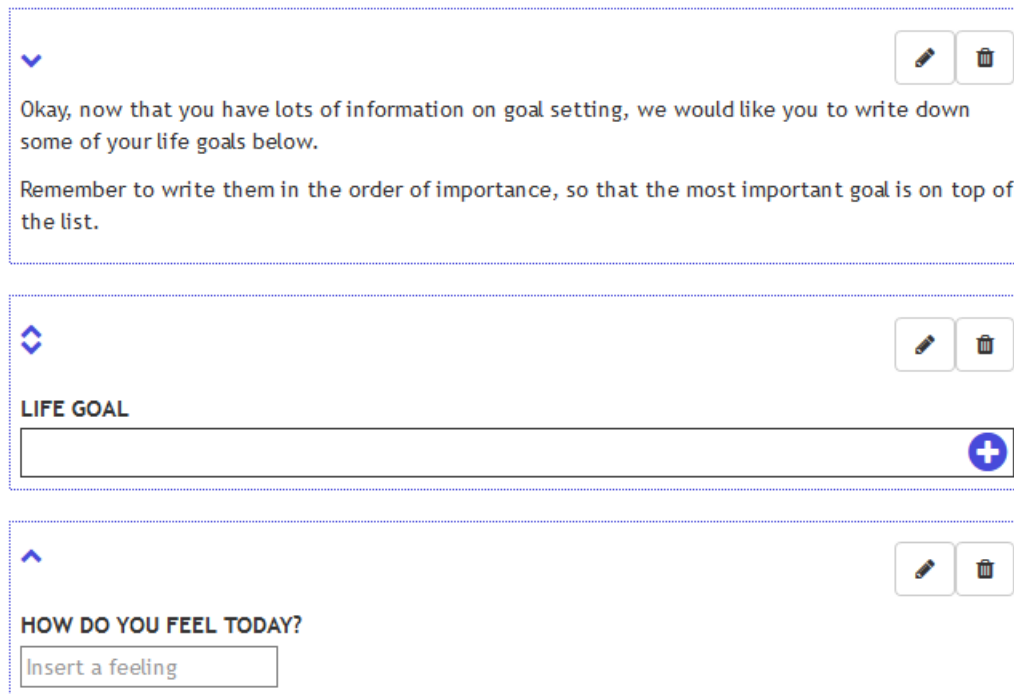 Okay, now that you have lots of information on goal setting, we would like you to write down
some of your life goals below.
Remember to write them in the order of importance, so that the most important goal is on top of
the list.
LIFE GOAL
HOW DO YOU FEEL TODAY?
Insert a feeling